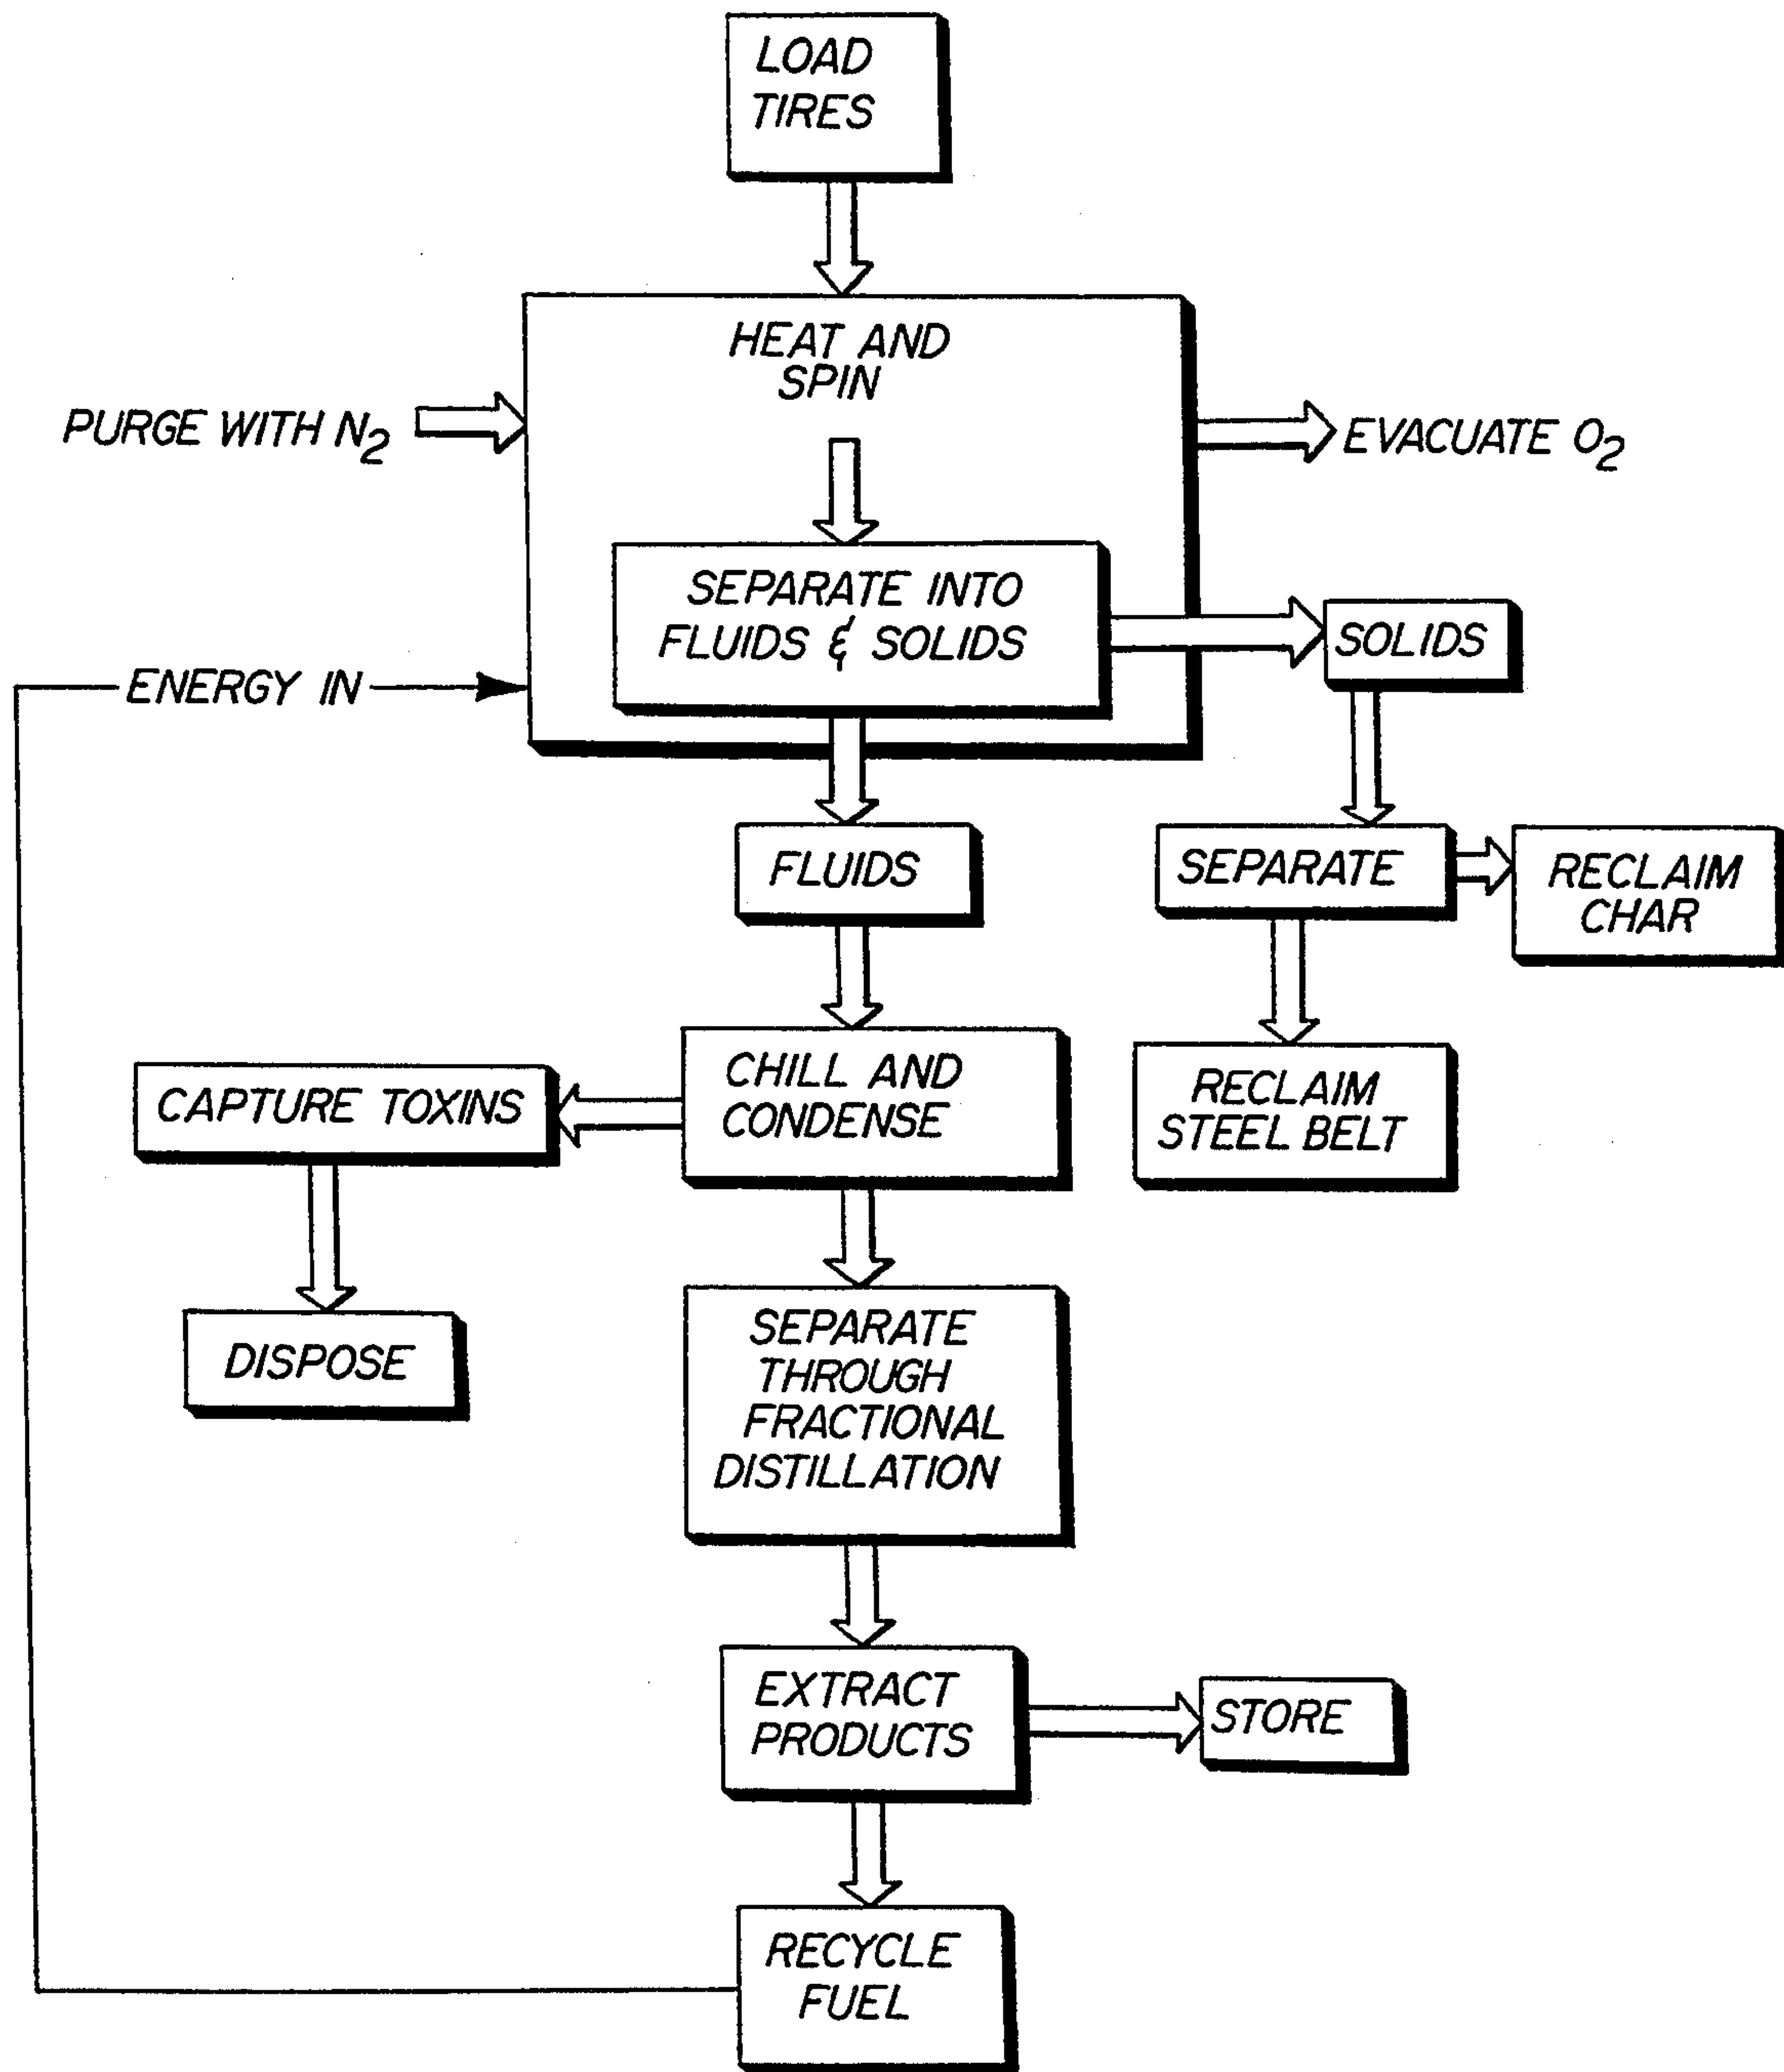 LOAD
TIRES
HEAT AND
SPIN
PURGE WITH N2
EVACUATE O2
SEPARATE INTO
FLUIDS & SOLIDS
SOLIDS
ENERGY IN
FLUIDS
SEPARATE
RECLAIM
CHAR
CHILL AND
CONDENSE
CAPTURE TOXINS
RECLAIM
STEEL BELT
DISPOSE
SEPARATE
THROUGH
FRACTIONAL
DISTILLATION
EXTRACT
PRODUCTS
STORE
RECYCLE
FUEL